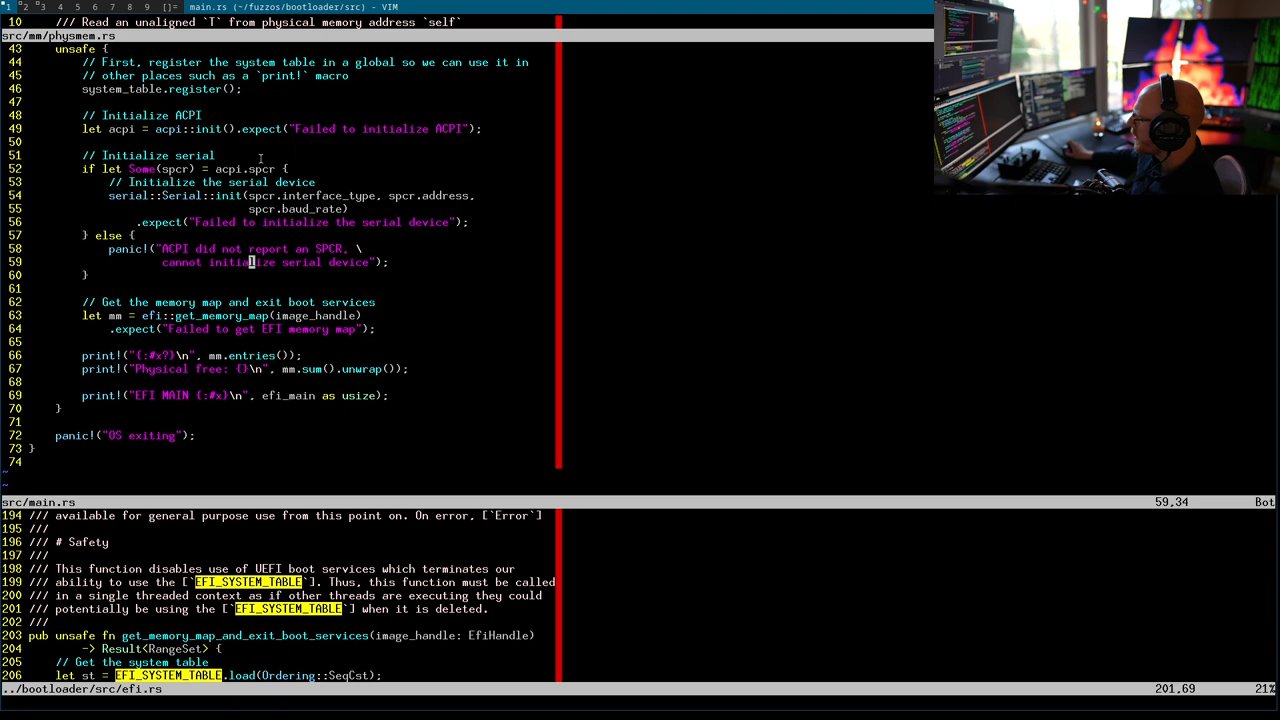 1 2 3 4 5 6 7 8 9 []= main.rs (~/fuzzos/bootloader/src) - VIM
10     /// Read an unaligned `T` from physical memory address `self`
src/mm/physmem.rs
43     unsafe {
44         // First, register the system table in a global so we can use it in
45         // other places such as a `print!` macro
46         system_table.register();
47
48         // Initialize ACPI
49         let acpi = acpi::init().expect("Failed to initialize ACPI");
50
51         // Initialize serial
52         if let Some(spcr) = acpi.spcr {
53             // Initialize the serial device
54             serial::Serial::init(spcr.interface_type, spcr.address,
55                                  spcr.baud_rate)
56                 .expect("Failed to initialize the serial device");
57         } else {
58             panic!("ACPI did not report an SPCR, \
59                     cannot initialize serial device");
60         }
61
62         // Get the memory map and exit boot services
63         let mm = efi::get_memory_map(image_handle)
64             .expect("Failed to get EFI memory map");
65
66         print!("{:#x?}\n", mm.entries());
67         print!("Physical free: {}\n", mm.sum().unwrap());
68
69         print!("EFI MAIN {:#x}\n", efi_main as usize);
70     }
71
72     panic!("OS exiting");
73 }
74
~
~
src/main.rs 59,34 Bot
194 /// available for general purpose use from this point on. On error, [`Error`]
195 ///
196 /// # Safety
197 ///
198 /// This function disables use of UEFI boot services which terminates our
199 /// ability to use the [`EFI_SYSTEM_TABLE`]. Thus, this function must be called
200 /// in a single threaded context as if other threads are executing they could
201 /// potentially be using the [`EFI_SYSTEM_TABLE`] when it is deleted.
202 ///
203 pub unsafe fn get_memory_map_and_exit_boot_services(image_handle: EfiHandle)
204         -> Result<RangeSet> {
205     // Get the system table
206     let st = EFI_SYSTEM_TABLE.load(Ordering::SeqCst);
../bootloader/src/efi.rs 201,69 21%